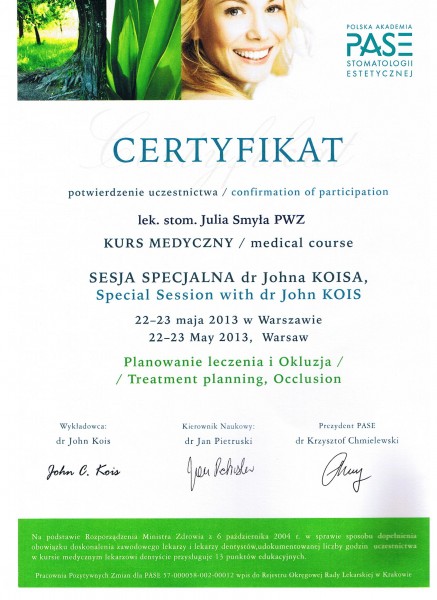 POLSKA AKADEMIA
PASE
STOMATOLOGII
ESTETYCZNEJ
CERTYFIKAT
potwierdzenie uczestnictwa / confirmation of participation
lek. stom. Julia Smyła PWZ
KURS MEDYCZNY / medical course
SESJA SPECJALNA dr Johna KOISA,
Special Session with dr John KOIS
22–23 maja 2013 w Warszawie
22–23 May 2013, Warsaw
Planowanie leczenia i Okluzja /
/ Treatment planning, Occlusion
Wykładowca: Kierownik Naukowy: Prezydent PASE
dr John Kois dr Jan Pietruski dr Krzysztof Chmielewski
John C. Kois
Na podstawie Rozporządzenia Ministra Zdrowia z 6 października 2004 r. w sprawie sposobu dopełnienia
obowiązku doskonalenia zawodowego lekarzy i lekarzy dentystów,udokumentowanej liczby godzin uczestnictwa
w kursie medycznym lekarzowi dentyście przysługuje 13 punktów edukacyjnych.
Pracownia Pozytywnych Zmian dla PASE 57-000058-002-00012 wpis do Rejestru Okręgowej Rady Lekarskiej w Krakowie